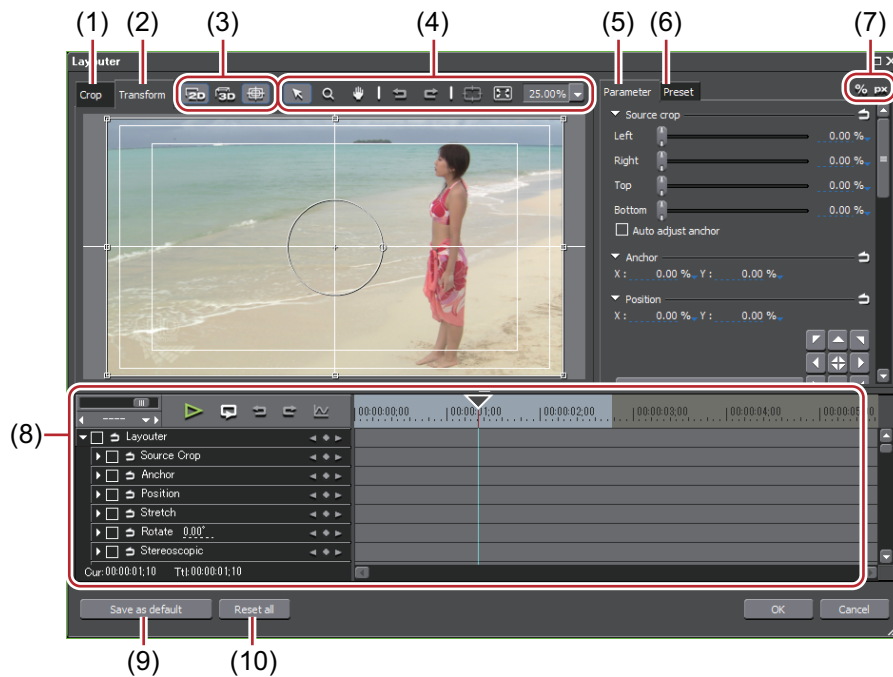 (1) (2) (3) (4) (5) (6) (7)
Layouter
Crop Transform 2D 3D 25.00% Parameter Preset % px
Source crop
Left 0.00 %
Right 0.00 %
Top 0.00 %
Bottom 0.00 %
Auto adjust anchor
Anchor
X : 0.00 % Y : 0.00 %
Position
X : 0.00 % Y : 0.00 %
(8)
---- 00:00:00;00 00:00:01;00 00:00:02;00 00:00:03;00 00:00:04;00
Layouter
Source Crop
Anchor
Position
Stretch
Rotate 0.00°
Stereoscopic
Cur:00:00:01;10 Ttl:00:00:01;10
Save as default Reset all OK Cancel
(9) (10)